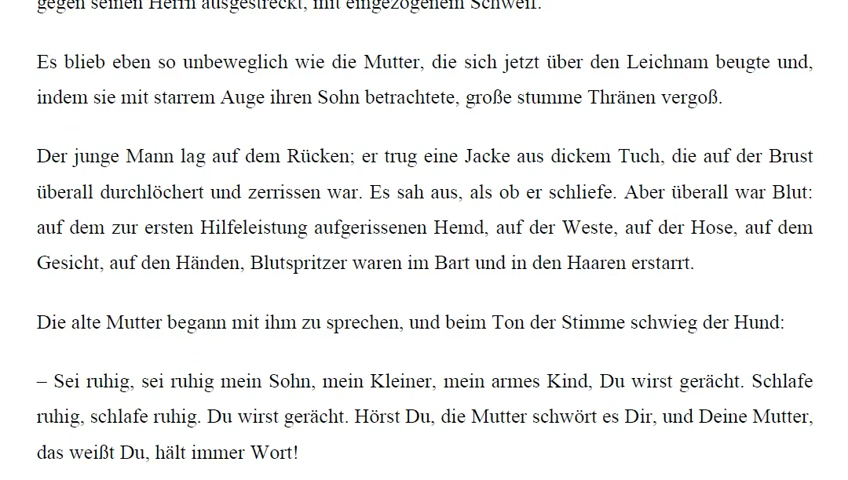 gegen seinen Herrn ausgestreckt, mit eingezogenem Schweif.
Es blieb eben so unbeweglich wie die Mutter, die sich jetzt über den Leichnam beugte und,
indem sie mit starrem Auge ihren Sohn betrachtete, große stumme Thränen vergoß.
Der junge Mann lag auf dem Rücken; er trug eine Jacke aus dickem Tuch, die auf der Brust
überall durchlöchert und zerrissen war. Es sah aus, als ob er schliefe. Aber überall war Blut:
auf dem zur ersten Hilfeleistung aufgerissenen Hemd, auf der Weste, auf der Hose, auf dem
Gesicht, auf den Händen, Blutspritzer waren im Bart und in den Haaren erstarrt.
Die alte Mutter begann mit ihm zu sprechen, und beim Ton der Stimme schwieg der Hund:
– Sei ruhig, sei ruhig mein Sohn, mein Kleiner, mein armes Kind, Du wirst gerächt. Schlafe
ruhig, schlafe ruhig. Du wirst gerächt. Hörst Du, die Mutter schwört es Dir, und Deine Mutter,
das weißt Du, hält immer Wort!